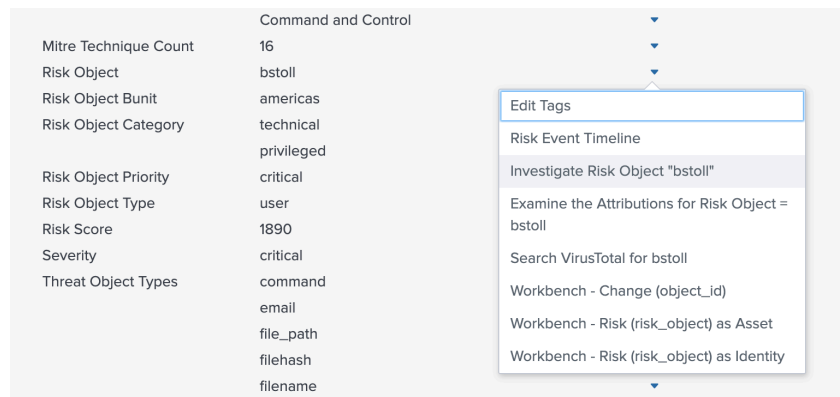 Command and Control
Mitre Technique Count 16
Risk Object bstoll
Risk Object Bunit americas
Risk Object Category technical
privileged
Risk Object Priority critical
Risk Object Type user
Risk Score 1890
Severity critical
Threat Object Types command
email
file_path
filehash
filename
Edit Tags
Risk Event Timeline
Investigate Risk Object "bstoll"
Examine the Attributions for Risk Object =
bstoll
Search VirusTotal for bstoll
Workbench - Change (object_id)
Workbench - Risk (risk_object) as Asset
Workbench - Risk (risk_object) as Identity